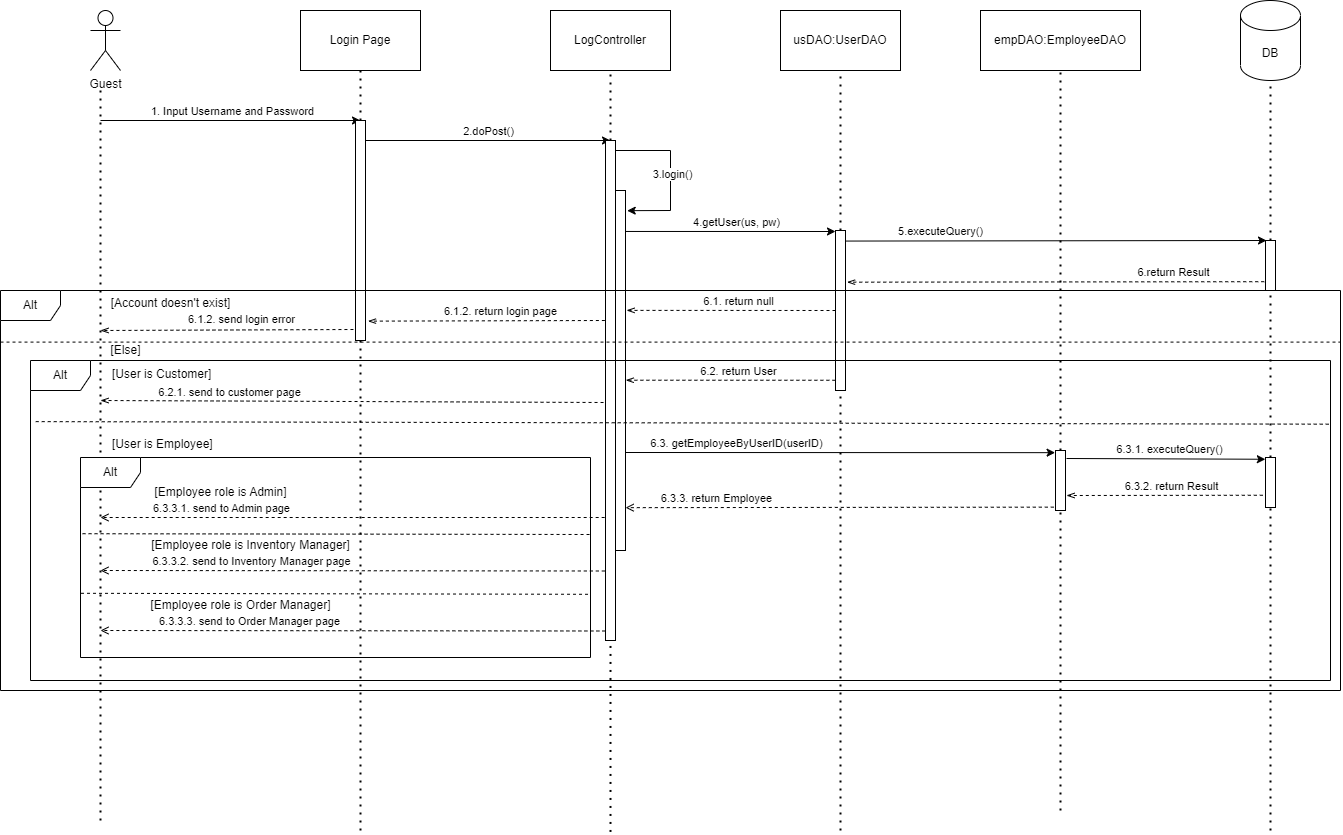 Guest
Login Page
LogController
usDAO:UserDAO
empDAO:EmployeeDAO
DB
1. Input Username and Password
2.doPost()
3.login()
4.getUser(us, pw)
5.executeQuery()
6.return Result
Alt
[Account doesn't exist]
6.1. return null
6.1.2. return login page
6.1.2. send login error
[Else]
Alt
[User is Customer]
6.2. return User
6.2.1. send to customer page
[User is Employee]
6.3. getEmployeeByUserID(userID)
6.3.1. executeQuery()
6.3.2. return Result
6.3.3. return Employee
Alt
[Employee role is Admin]
6.3.3.1. send to Admin page
[Employee role is Inventory Manager]
6.3.3.2. send to Inventory Manager page
[Employee role is Order Manager]
6.3.3.3. send to Order Manager page